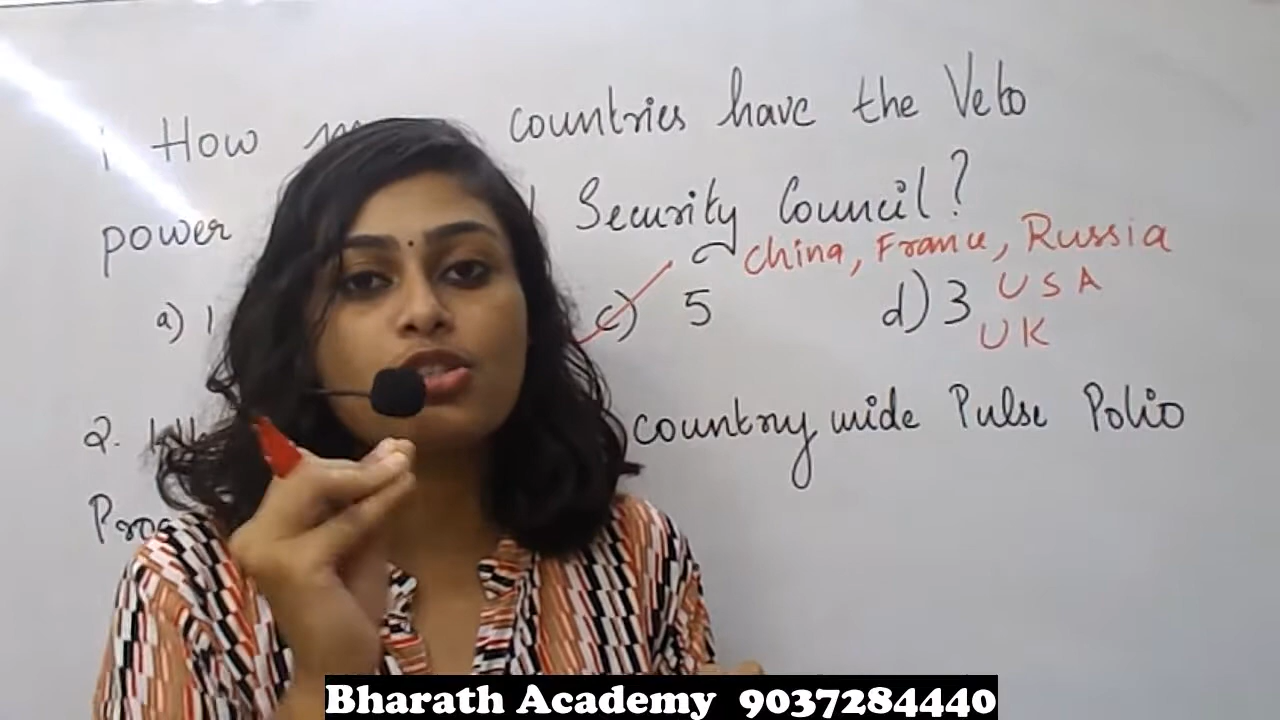 1 How countries have the Veto
power Security Council?
China, France, Russia
a) 1 c) 5 d) 3 USA
UK
2. country wide Pulse Polio
Bharath Academy 9037284440